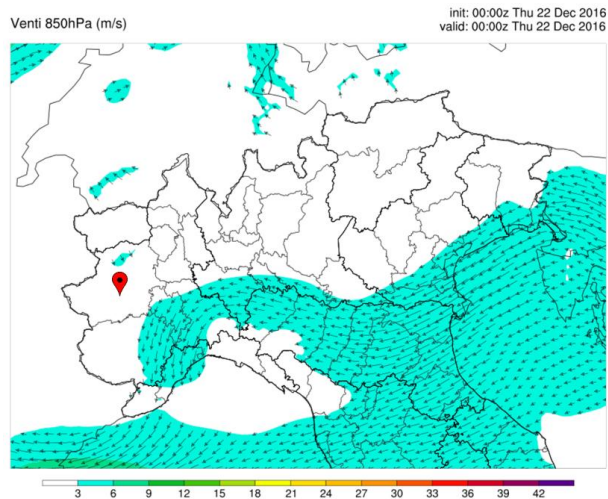 Venti 850hPa (m/s)
init: 00:00z Thu 22 Dec 2016
valid: 00:00z Thu 22 Dec 2016
3 6 9 12 15 18 21 24 27 30 33 36 39 42